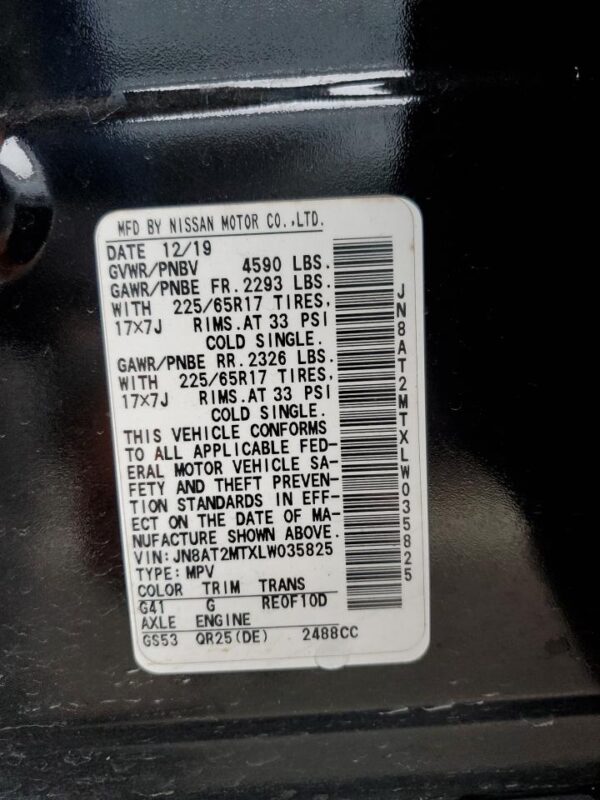 MFD BY NISSAN MOTOR CO.,LTD.
DATE 12/19
GVWR/PNBV 4590 LBS.
GAWR/PNBE FR. 2293 LBS.
WITH 225/65R17 TIRES,
17×7J RIMS.AT 33 PSI
COLD SINGLE.
GAWR/PNBE RR. 2326 LBS.
WITH 225/65R17 TIRES,
17×7J RIMS.AT 33 PSI
COLD SINGLE.
THIS VEHICLE CONFORMS
TO ALL APPLICABLE FED-
ERAL MOTOR VEHICLE SA-
FETY AND THEFT PREVEN-
TION STANDARDS IN EFF-
ECT ON THE DATE OF MA-
NUFACTURE SHOWN ABOVE.
VIN: JN8AT2MTXLW035825
TYPE: MPV
COLOR TRIM TRANS
G41 G RE0F10D
AXLE ENGINE
GS53 QR25(DE) 2488CC
JN8AT2MTXLW035825